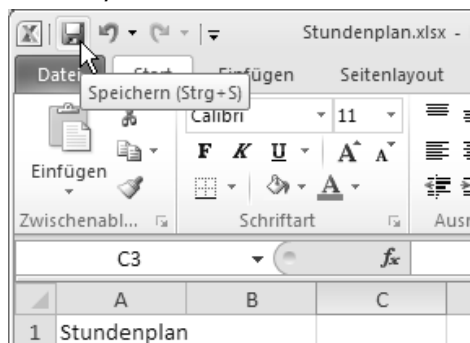 Stundenplan.xlsx -
Datei Start Einfügen Seitenlayout
Speichern (Strg+S)
Calibri 11
F K U A A
Einfügen
A
Zwischenabl... Schriftart
C3 fx
A B C
1 Stundenplan